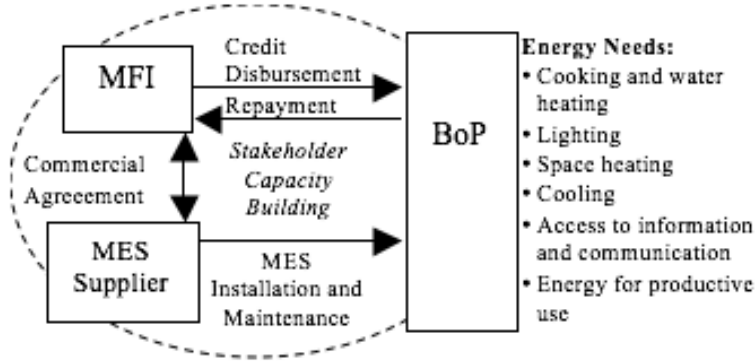 MFI
Credit
Disbursement
Repayment
Commercial
Agreeement
Stakeholder
Capacity
Building
MES
Supplier
MES
Installation and
Maintenance
BoP
Energy Needs:
• Cooking and water
heating
• Lighting
• Space heating
• Cooling
• Access to information
and communication
• Energy for productive
use